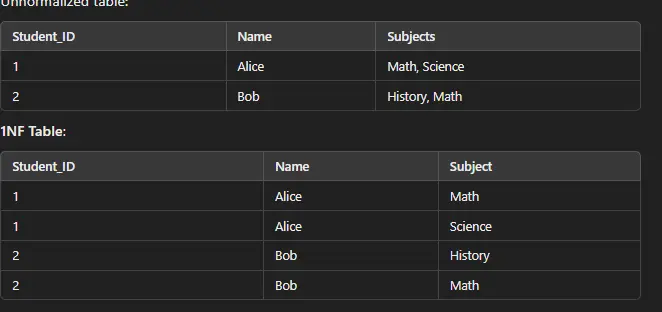 Unnormalized table:
Student_ID Name Subjects
1 Alice Math, Science
2 Bob History, Math
1NF Table:
Student_ID Name Subject
1 Alice Math
1 Alice Science
2 Bob History
2 Bob Math